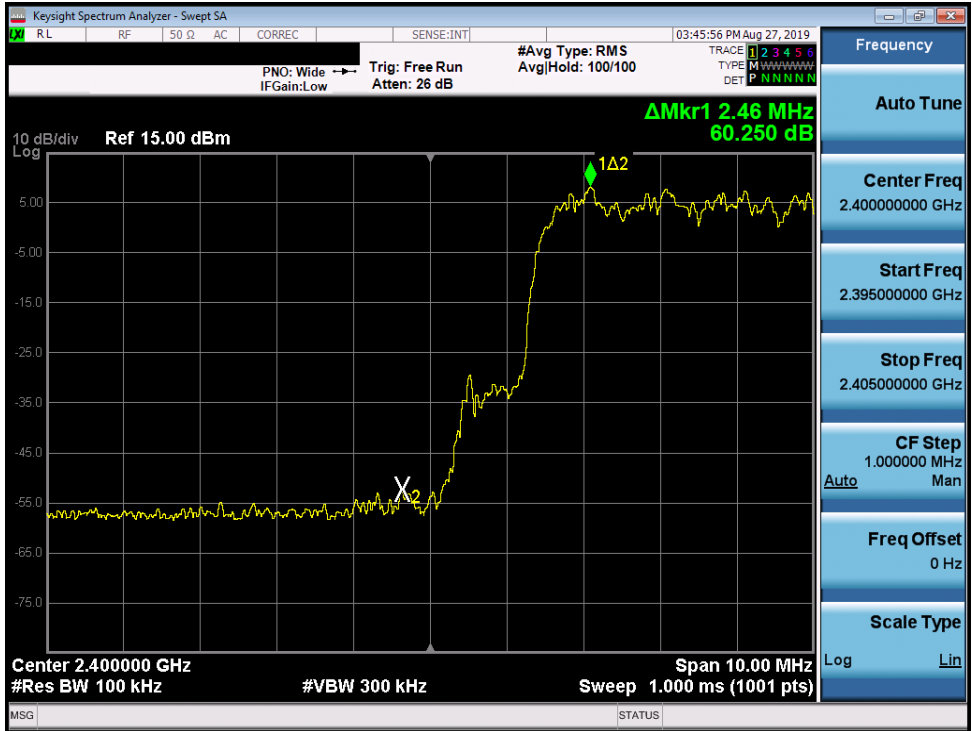 Keysight Spectrum Analyzer - Swept SA
LXI RL RF 50 Ω AC CORREC SENSE:INT 03:45:56 PM Aug 27, 2019
PNO: Wide
IFGain:Low
Trig: Free Run
Atten: 26 dB
#Avg Type: RMS
Avg|Hold: 100/100
TRACE 1 2 3 4 5 6
TYPE M W W W W W
DET P N N N N N
ΔMkr1 2.46 MHz
60.250 dB
10 dB/div Ref 15.00 dBm
Log
1Δ2
5.00
-5.00
-15.0
-25.0
-35.0
-45.0
X2
-55.0
-65.0
-75.0
Center 2.400000 GHz
Span 10.00 MHz
#Res BW 100 kHz
#VBW 300 kHz
Sweep 1.000 ms (1001 pts)
MSG
STATUS
Frequency
Auto Tune
Center Freq
2.400000000 GHz
Start Freq
2.395000000 GHz
Stop Freq
2.405000000 GHz
CF Step
1.000000 MHz
Auto Man
Freq Offset
0 Hz
Scale Type
Log Lin